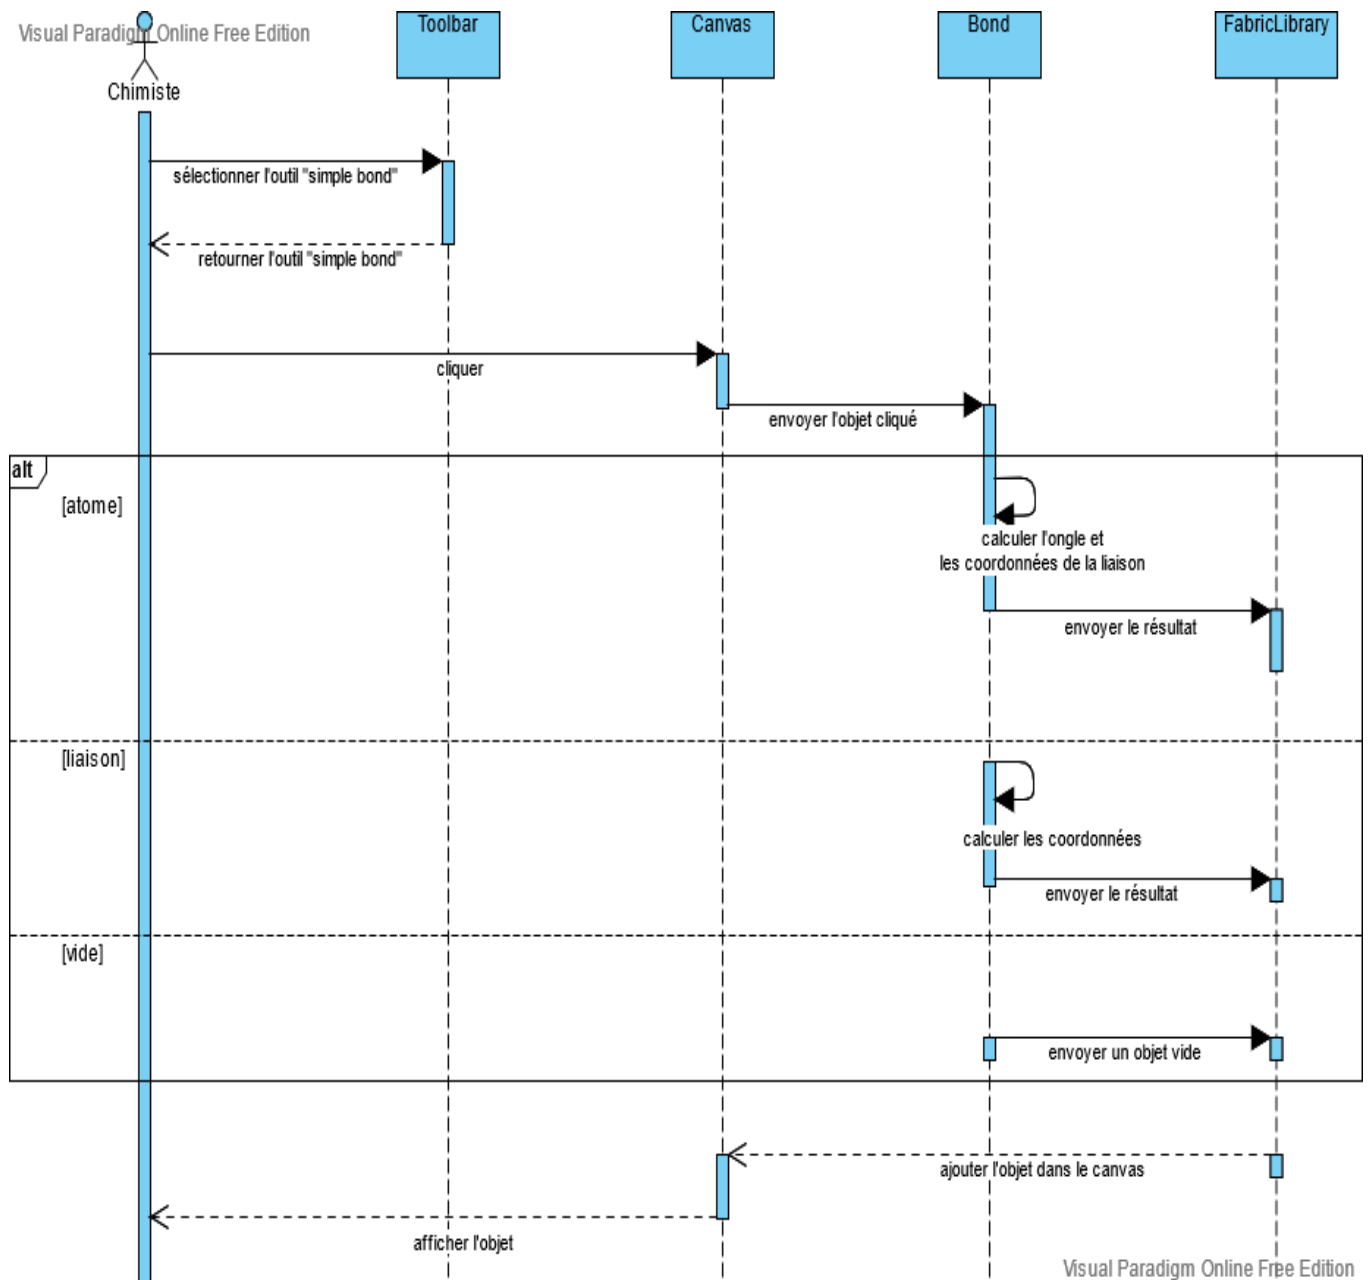 Visual Paradigm Online Free Edition
Toolbar
Canvas
Bond
FabricLibrary
Chimiste
sélectionner l'outil "simple bond"
retourner l'outil "simple bond"
cliquer
envoyer l'objet cliqué
alt
[atome]
calculer l'ongle et
les coordonnées de la liaison
envoyer le résultat
[liaison]
calculer les coordonnées
envoyer le résultat
[vide]
envoyer un objet vide
ajouter l'objet dans le canvas
afficher l'objet
Visual Paradigm Online Free Edition